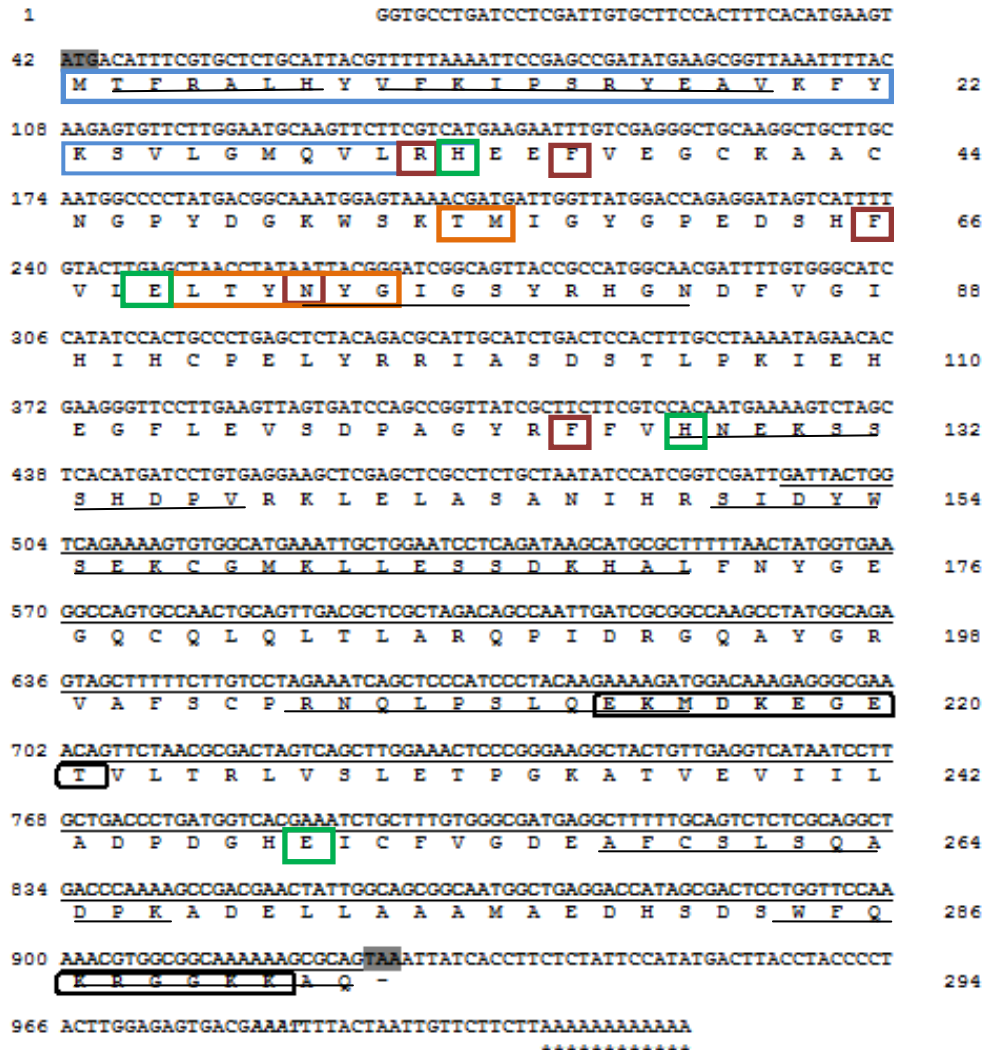 1 GGTGCCTGATCCTCGATTGTGCTTCCACTTTCACATGAAGT
42 ATGACATTTCGTGCTCTGCATTACGTTTTTAAAATTCCGAGCCGATATGAAGCGGTTAAATTTTAC
M T F R A L H Y V F K I P S R Y E A V K F Y 22
108 AAGAGTGTTCTTGGAATGCAAGTTCTTCGTCATGAAGAATTTGTCGAGGGCTGCAAGGCTGCTTGC
K S V L G M Q V L R H E E F V E G C K A A C 44
174 AATGGCCCCTATGACGGCAAATGGAGTAAAACGATGATTGGTTATGGACCAGAGGATAGTCATTTT
N G P Y D G K W S K T M I G Y G P E D S H F 66
240 GTACTTGAGCTAACCTATAATTACGGGATCGGCAGTTACCGCCATGGCAACGATTTTGTGGGCATC
V L E L T Y N Y G I G S Y R H G N D F V G I 88
306 CATATCCACTGCCCTGAGCTCTACAGACGCATTGCATCTGACTCCACTTTGCCTAAAATAGAACAC
H I H C P E L Y R R I A S D S T L P K I E H 110
372 GAAGGGTTCCTTGAAGTTAGTGATCCAGCCGGTTATCGCTTCTTCGTCCACAATGAAAAGTCTAGC
E G F L E V S D P A G Y R F F V H N E K S S 132
438 TCACATGATCCTGTGAGGAAGCTCGAGCTCGCCTCTGCTAATATCCATCGGTCGATTGATTACTGG
S H D P V R K L E L A S A N I H R S I D Y W 154
504 TCAGAAAAGTGTGGCATGAAATTGCTGGAATCCTCAGATAAGCATGCGCTTTTTAACTATGGTGAA
S E K C G M K L L E S S D K H A L F N Y G E 176
570 GGCCAGTGCCAACTGCAGTTGACGCTCGCTAGACAGCCAATTGATCGCGGCCAAGCCTATGGCAGA
G Q C Q L Q L T L A R Q P I D R G Q A Y G R 198
636 GTAGCTTTTTCTTGTCCTAGAAATCAGCTCCCATCCCTACAAGAAAAGATGGACAAAGAGGGCGAA
V A F S C P R N Q L P S L Q E K M D K E G E 220
702 ACAGTTCTAACGCGACTAGTCAGCTTGGAAACTCCCGGGAAGGCTACTGTTGAGGTCATAATCCTT
T V L T R L V S L E T P G K A T V E V I I L 242
768 GCTGACCCTGATGGTCACGAAATCTGCTTTGTGGGCGATGAGGCTTTTTGCAGTCTCTCGCAGGCT
A D P D G H E I C F V G D E A F C S L S Q A 264
834 GACCCAAAAGCCGACGAACTATTGGCAGCGGCAATGGCTGAGGACCATAGCGACTCCTGGTTCCAA
D P K A D E L L A A A M A E D H S D S W F Q 286
900 AAACGTGGCGGCAAAAAAGCGCAGTAAATTATCACCTTCTCTATTCCATATGACTTACCTACCCCT
K R G G K K A Q - 294
966 ACTTGGAGAGTGACGAAATTTTACTAATTGTTCTTCTTAAAAAAAAAAAA
************